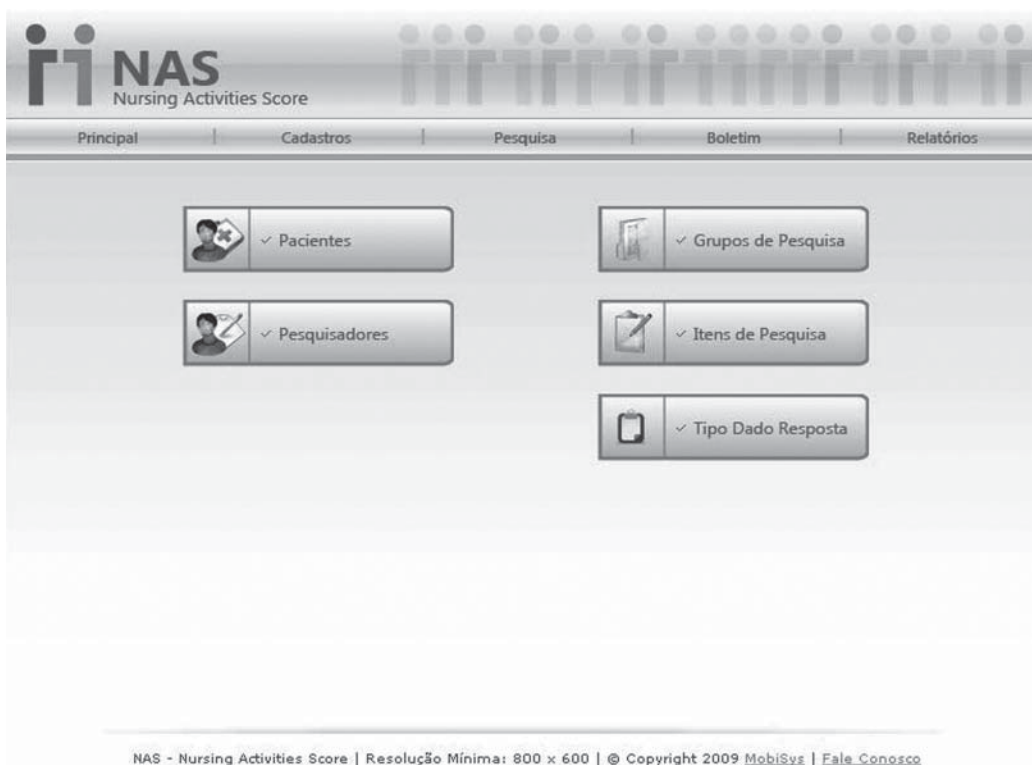 NAS
Nursing Activities Score
Principal | Cadastros | Pesquisa | Boletim | Relatórios
Pacientes
Grupos de Pesquisa
Pesquisadores
Itens de Pesquisa
Tipo Dado Resposta
NAS - Nursing Activities Score | Resolução Mínima: 800 x 600 | © Copyright 2009 MobiSys | Fale Conosco